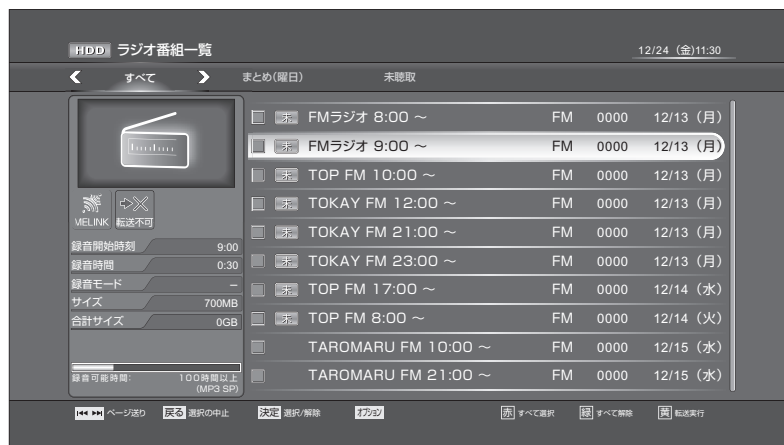 HDD ラジオ番組一覧 12/24（金)11:30
すべて まとめ(曜日) 未聴取
未 FMラジオ 8:00 ～ FM 0000 12/13（月）
未 FMラジオ 9:00 ～ FM 0000 12/13（月）
未 TOP FM 10:00 ～ FM 0000 12/13（月）
未 TOKAY FM 12:00 ～ FM 0000 12/13（月）
未 TOKAY FM 21:00 ～ FM 0000 12/13（月）
未 TOKAY FM 23:00 ～ FM 0000 12/13（月）
未 TOP FM 17:00 ～ FM 0000 12/14（水）
未 TOP FM 8:00 ～ FM 0000 12/14（火）
TAROMARU FM 10:00 ～ FM 0000 12/15（水）
TAROMARU FM 21:00 ～ FM 0000 12/15（水）
MELINK 転送不可
録音開始時刻 9:00
録音時間 0:30
録音モード −
サイズ 700MB
合計サイズ 0GB
録音可能時間: 100時間以上
(MP3 SP)
ページ送り 戻る 選択の中止 決定 選択/解除 オプション 赤 すべて選択 緑 すべて解除 黄 転送実行